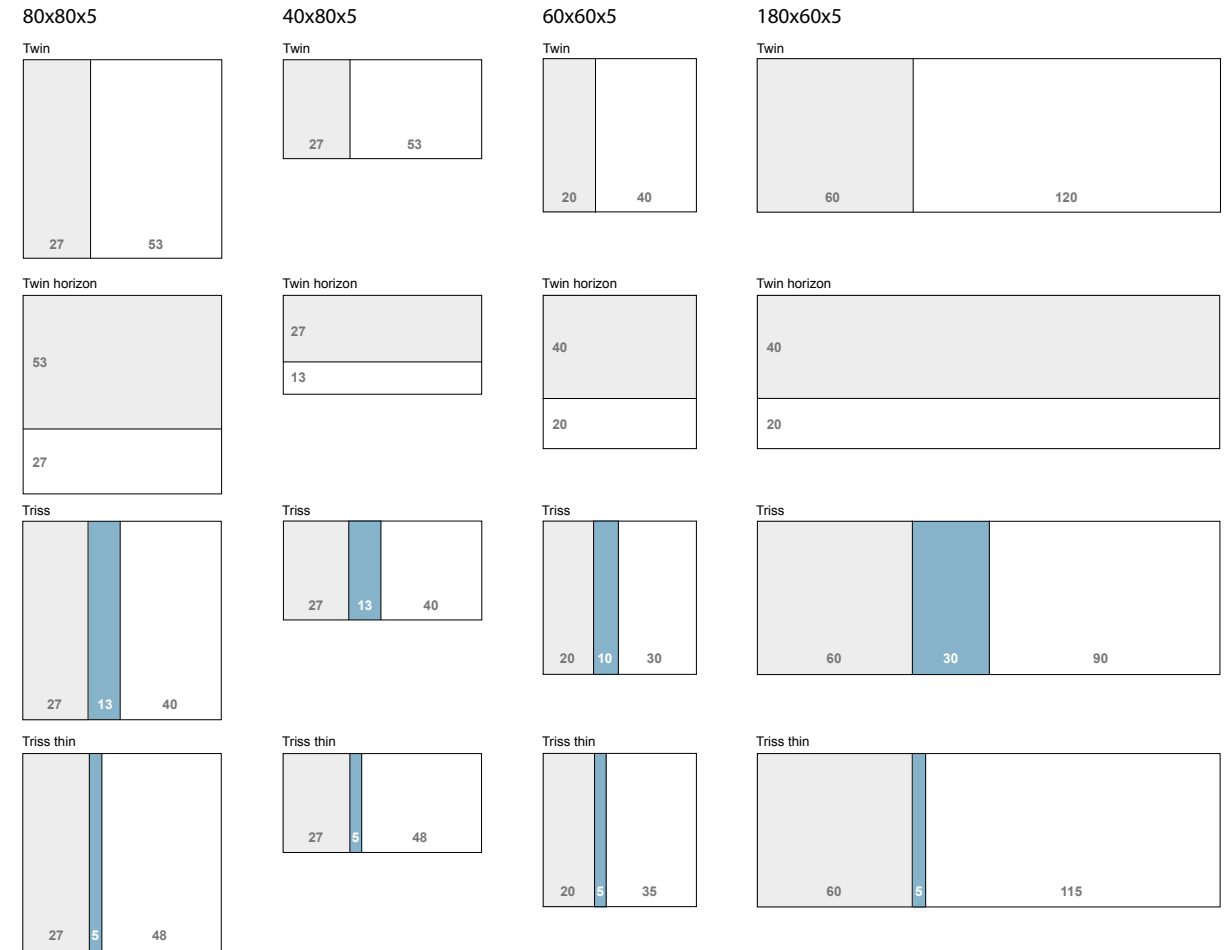 80x80x5 40x80x5 60x60x5 180x60x5
Twin Twin Twin Twin
27 53 27 53 20 40 60 120
Twin horizon Twin horizon Twin horizon Twin horizon
53 27 40 40
27 13 20 20
Triss Triss Triss Triss
27 13 40 27 13 40 20 10 30 60 30 90
Triss thin Triss thin Triss thin Triss thin
27 5 48 27 5 48 20 5 35 60 5 115